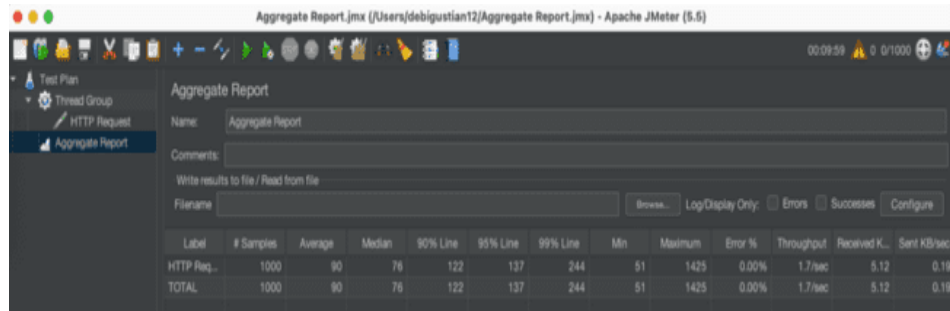 Aggregate Report.jmx (/Users/debigustian12/Aggregate Report.jmx) - Apache JMeter (5.5)
00:09:59 0 0/1000
Test Plan
Thread Group
HTTP Request
Aggregate Report
Aggregate Report
Name: Aggregate Report
Comments:
Write results to file / Read from file
Filename Browse... Log/Display Only: Errors Successes Configure
Label # Samples Average Median 90% Line 95% Line 99% Line Min Maximum Error % Throughput Received K... Sent KB/sec
HTTP Req... 1000 90 76 122 137 244 51 1425 0.00% 1.7/sec 5.12 0.19
TOTAL 1000 90 76 122 137 244 51 1425 0.00% 1.7/sec 5.12 0.19